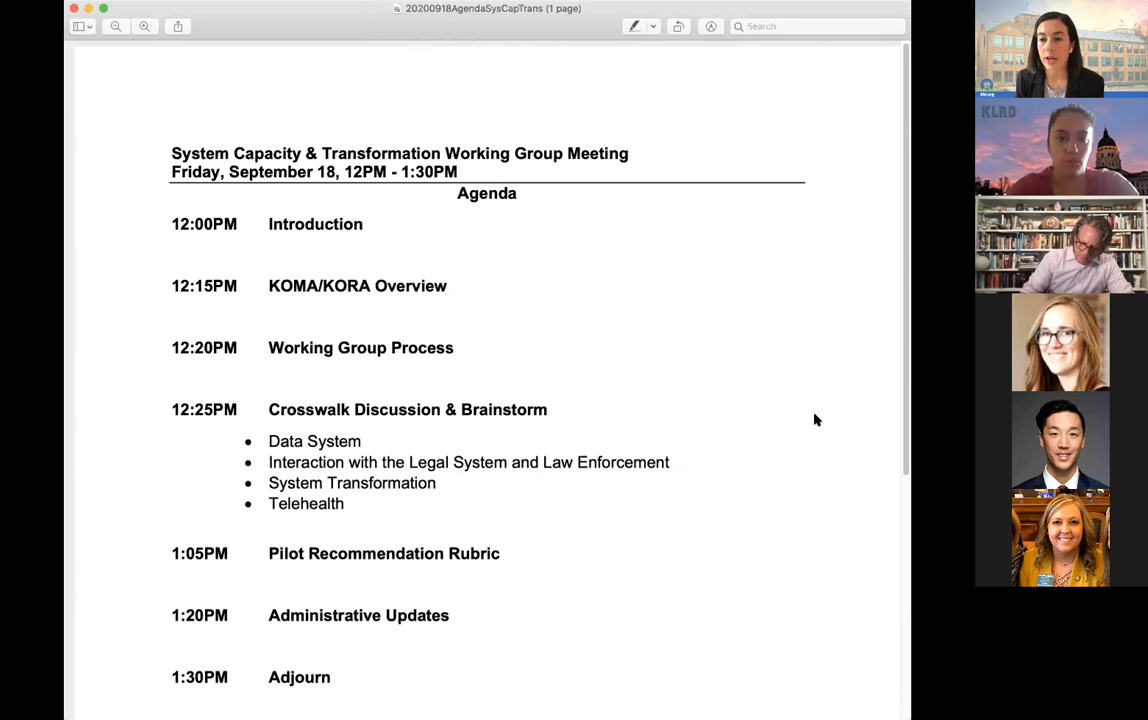 20200918AgendaSysCapTrans (1 page)
Search
System Capacity & Transformation Working Group Meeting
Friday, September 18, 12PM - 1:30PM
Agenda
12:00PM Introduction
12:15PM KOMA/KORA Overview
12:20PM Working Group Process
12:25PM Crosswalk Discussion & Brainstorm
• Data System
• Interaction with the Legal System and Law Enforcement
• System Transformation
• Telehealth
1:05PM Pilot Recommendation Rubric
1:20PM Administrative Updates
1:30PM Adjourn
KLRD